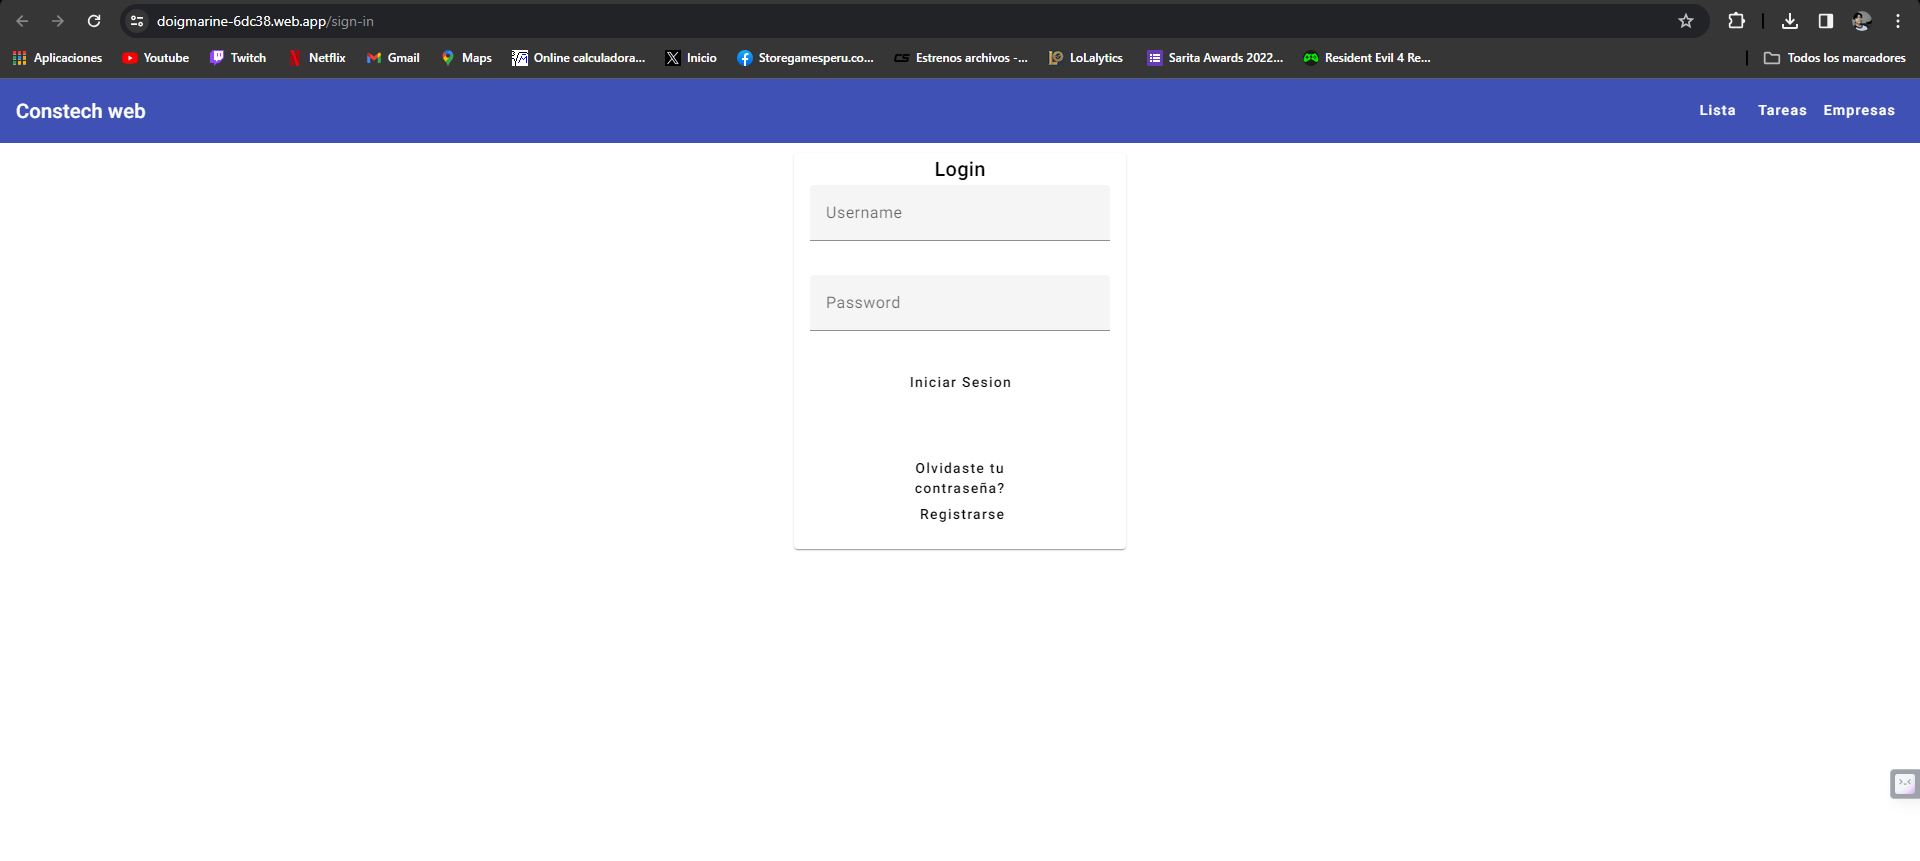 doigmarine-6dc38.web.app/sign-in
Aplicaciones Youtube Twitch Netflix Gmail Maps Online calculadora... Inicio Storegamesperu.co... Estrenos archivos -... LoLalytics Sarita Awards 2022... Resident Evil 4 Re... Todos los marcadores
Constech web Lista Tareas Empresas
Login
Username
Password
Iniciar Sesion
Olvidaste tu
contraseña?
Registrarse